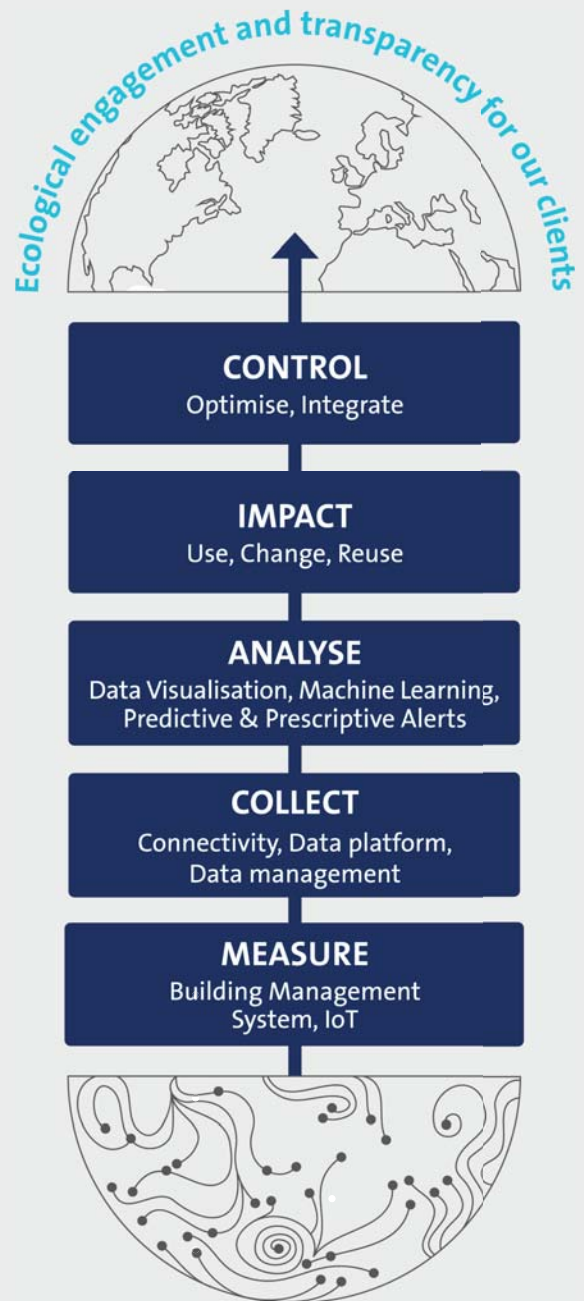 Ecological engagement and transparency for our clients
CONTROL
Optimise, Integrate
IMPACT
Use, Change, Reuse
ANALYSE
Data Visualisation, Machine Learning,
Predictive & Prescriptive Alerts
COLLECT
Connectivity, Data platform,
Data management
MEASURE
Building Management
System, IoT